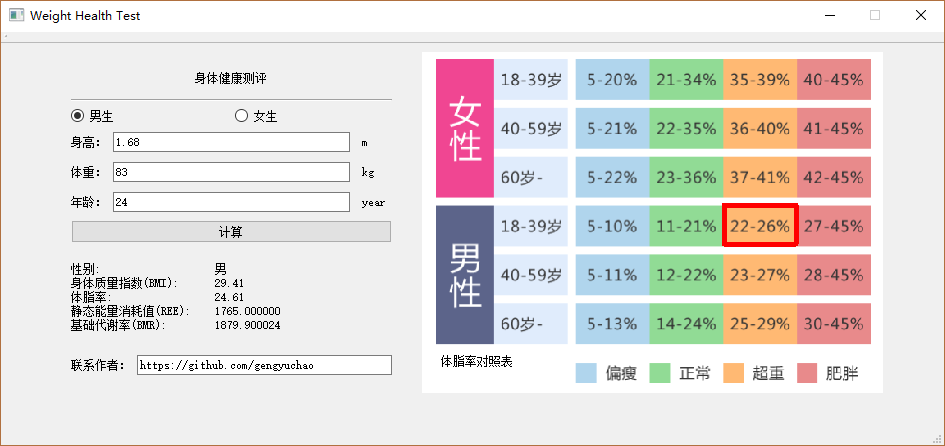 Weight Health Test
身体健康测评
男生 女生
身高: 1.68 m
体重: 83 kg
年龄: 24 year
计算
性别: 男
身体质量指数(BMI): 29.41
体脂率: 24.61
静态能量消耗值(REE): 1765.000000
基础代谢率(BMR): 1879.900024
联系作者: https://github.com/gengyuchao
女性
18-39岁 5-20% 21-34% 35-39% 40-45%
40-59岁 5-21% 22-35% 36-40% 41-45%
60岁- 5-22% 23-36% 37-41% 42-45%
男性
18-39岁 5-10% 11-21% 22-26% 27-45%
40-59岁 5-11% 12-22% 23-27% 28-45%
60岁- 5-13% 14-24% 25-29% 30-45%
体脂率对照表
偏瘦 正常 超重 肥胖